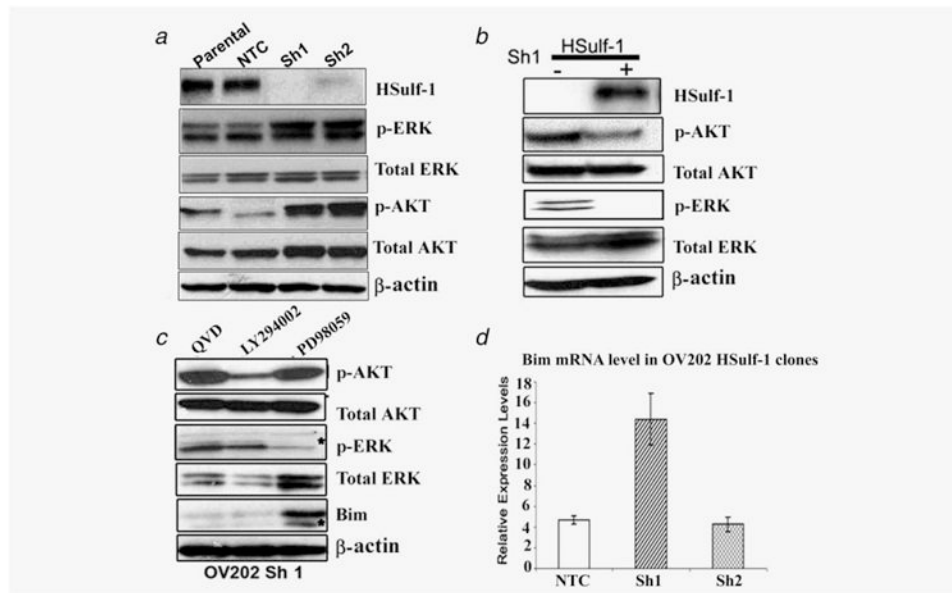 a
Parental NTC Sh1 Sh2
HSulf-1
p-ERK
Total ERK
p-AKT
Total AKT
β-actin
b
HSulf-1
Sh1
- +
HSulf-1
p-AKT
Total AKT
p-ERK
Total ERK
β-actin
c
QVD LY294002 PD98059
p-AKT
Total AKT
p-ERK
*
Total ERK
Bim
*
β-actin
OV202 Sh 1
d
Bim mRNA level in OV202 HSulf-1 clones
Relative Expression Levels
18
16
14
12
10
8
6
4
2
0
NTC Sh1 Sh2